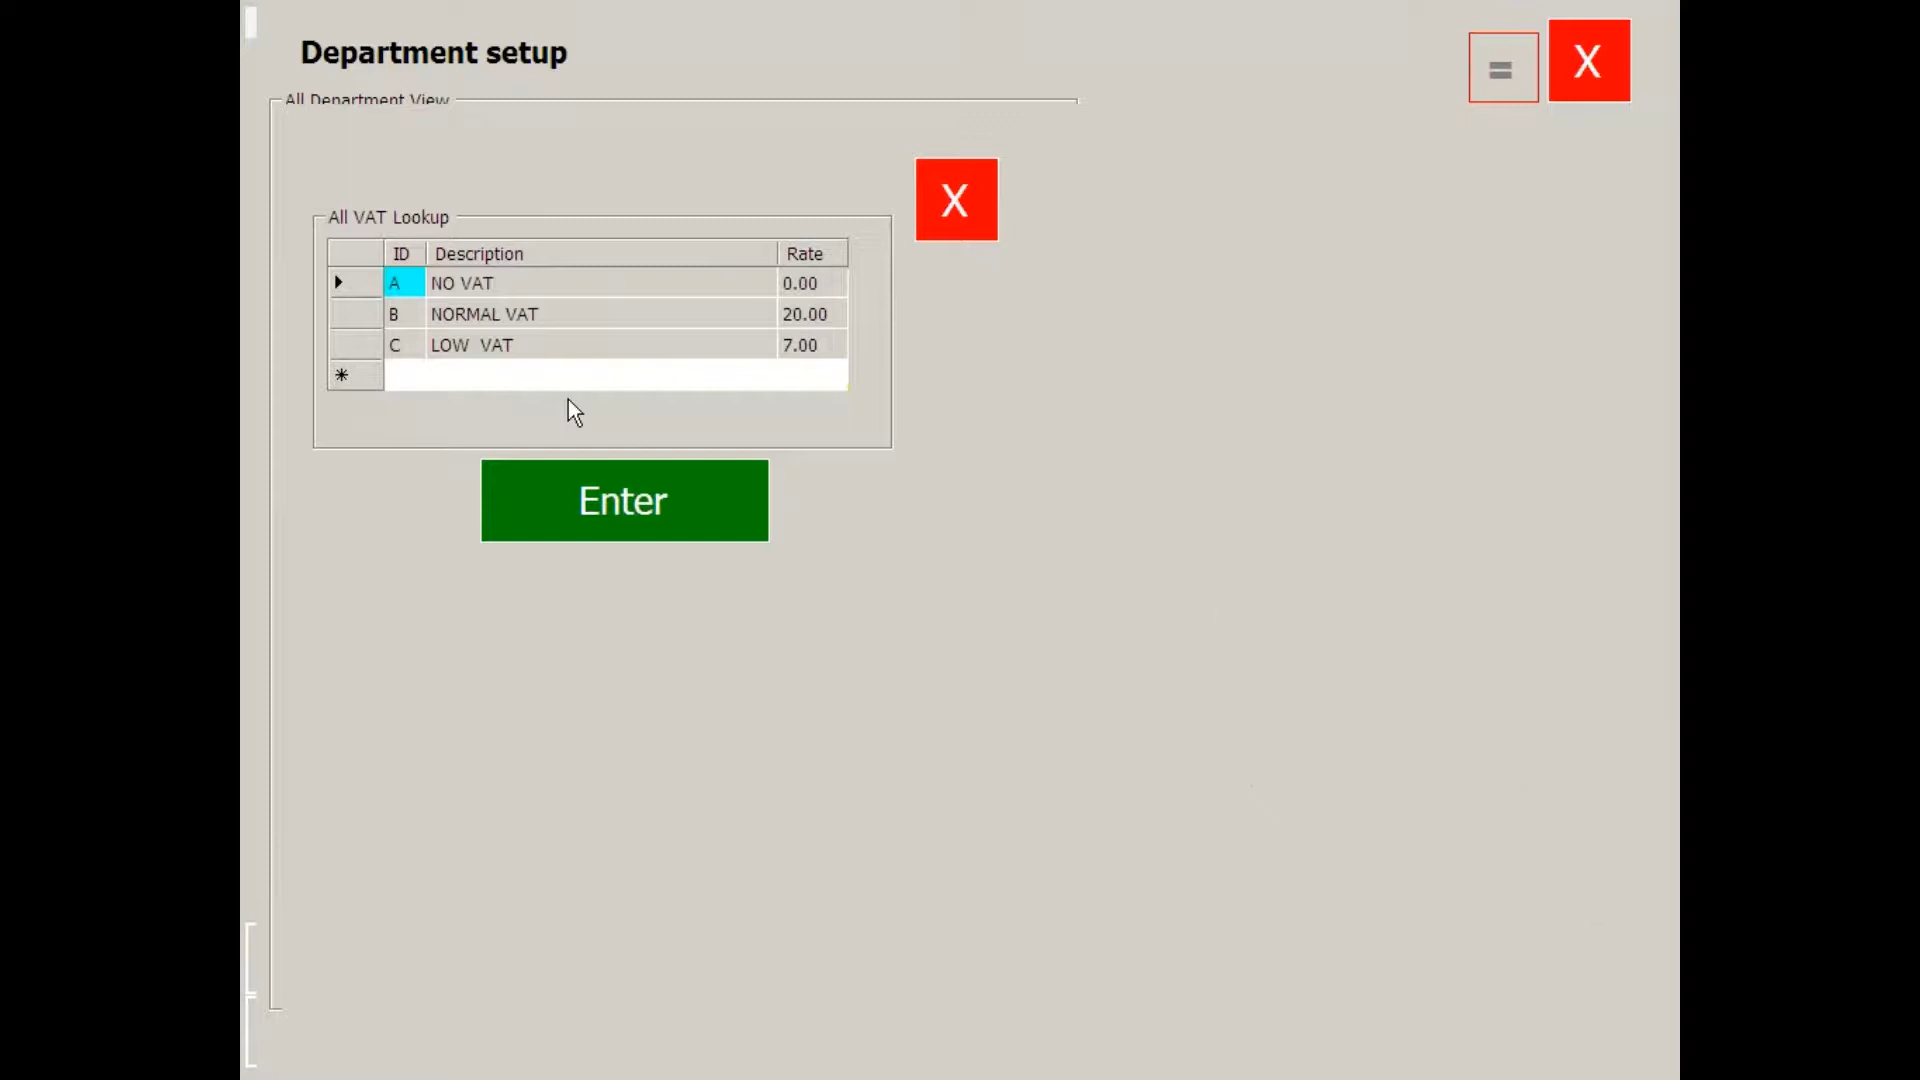 Department setup
=
X
All Department View
X
All VAT Lookup
ID Description Rate
A NO VAT 0.00
B NORMAL VAT 20.00
C LOW VAT 7.00
*
Enter